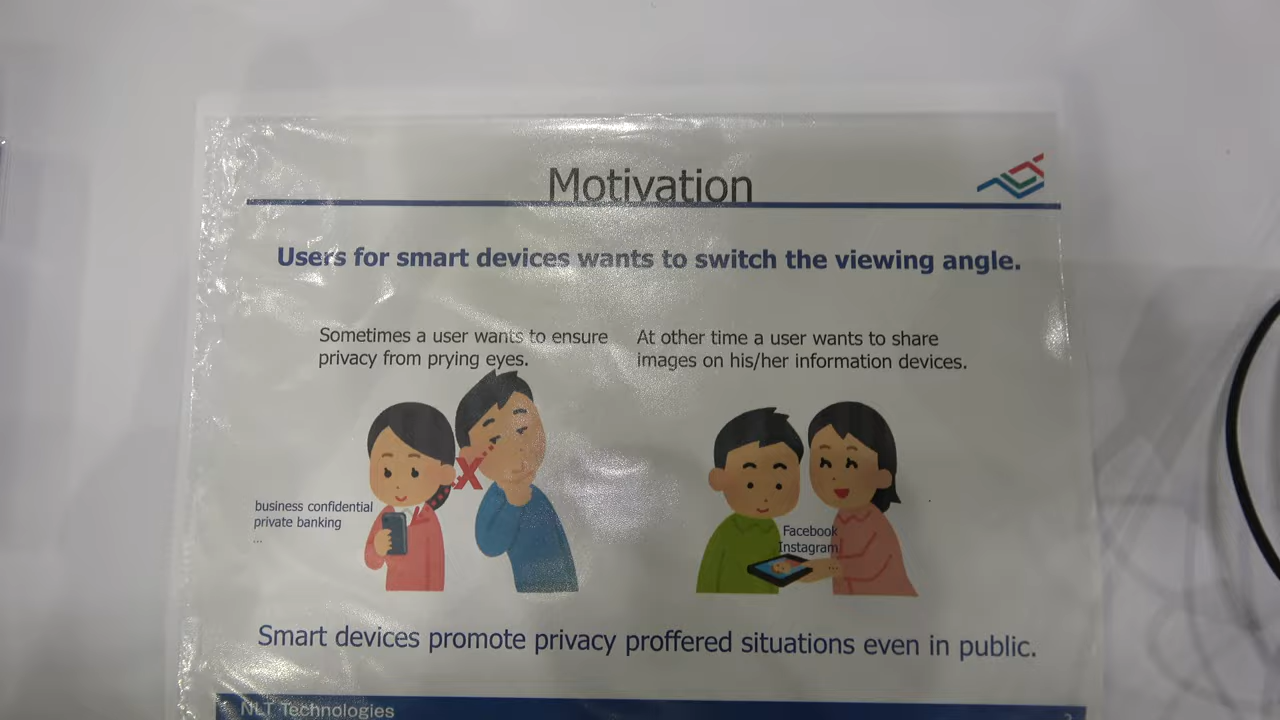 Motivation
Users for smart devices wants to switch the viewing angle.
Sometimes a user wants to ensure
privacy from prying eyes.
At other time a user wants to share
images on his/her information devices.
X
business confidential
private banking
...
Facebook
Instagram
Smart devices promote privacy proffered situations even in public.
NLT Technologies